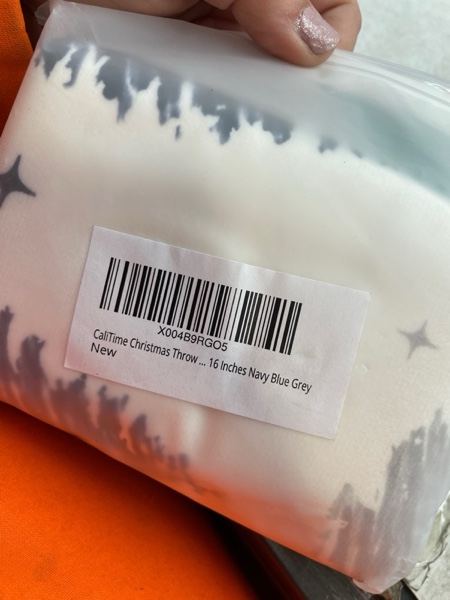 X004B9RGO5
CaliTime Christmas Throw ... 16 Inches Navy Blue Grey
New